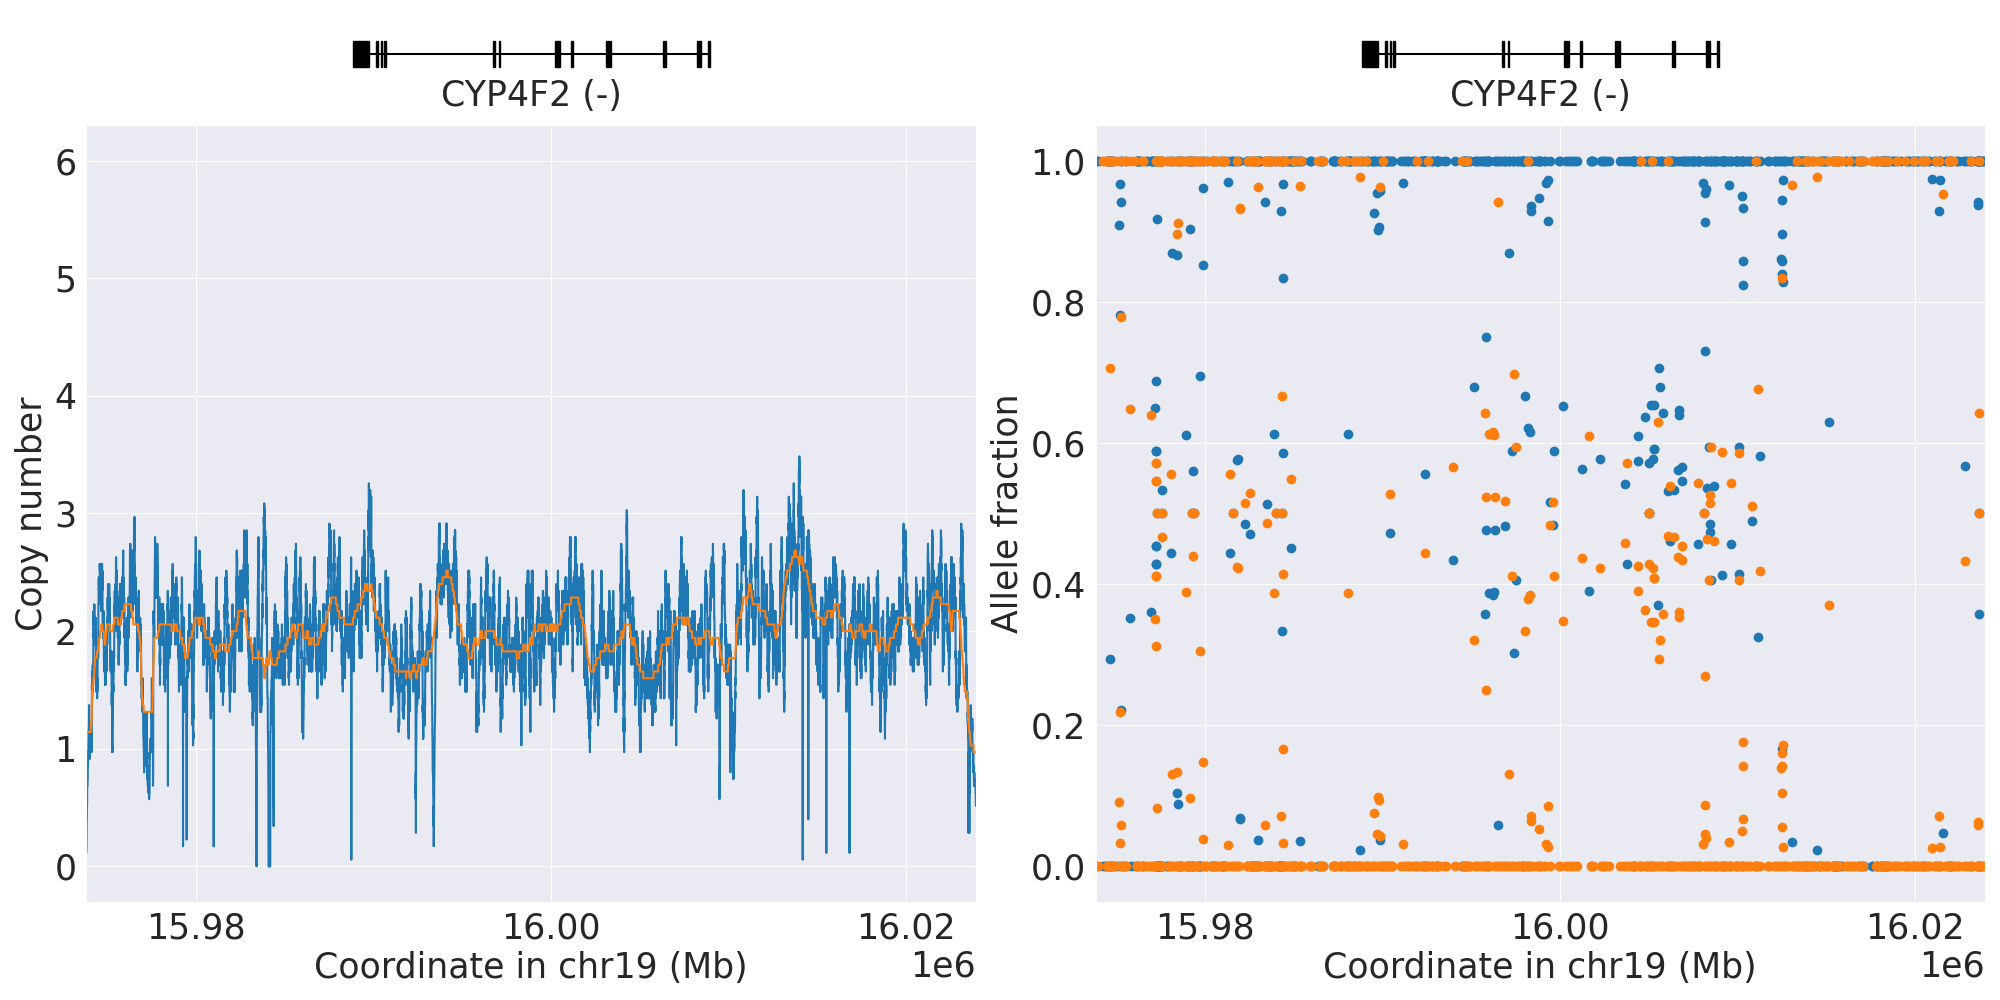 CYP4F2 (-)
6
5
4
3
2
1
0
Copy number
15.98
16.00
16.02
Coordinate in chr19 (Mb)
1e6
CYP4F2 (-)
1.0
0.8
0.6
0.4
0.2
0.0
Allele fraction
15.98
16.00
16.02
Coordinate in chr19 (Mb)
1e6